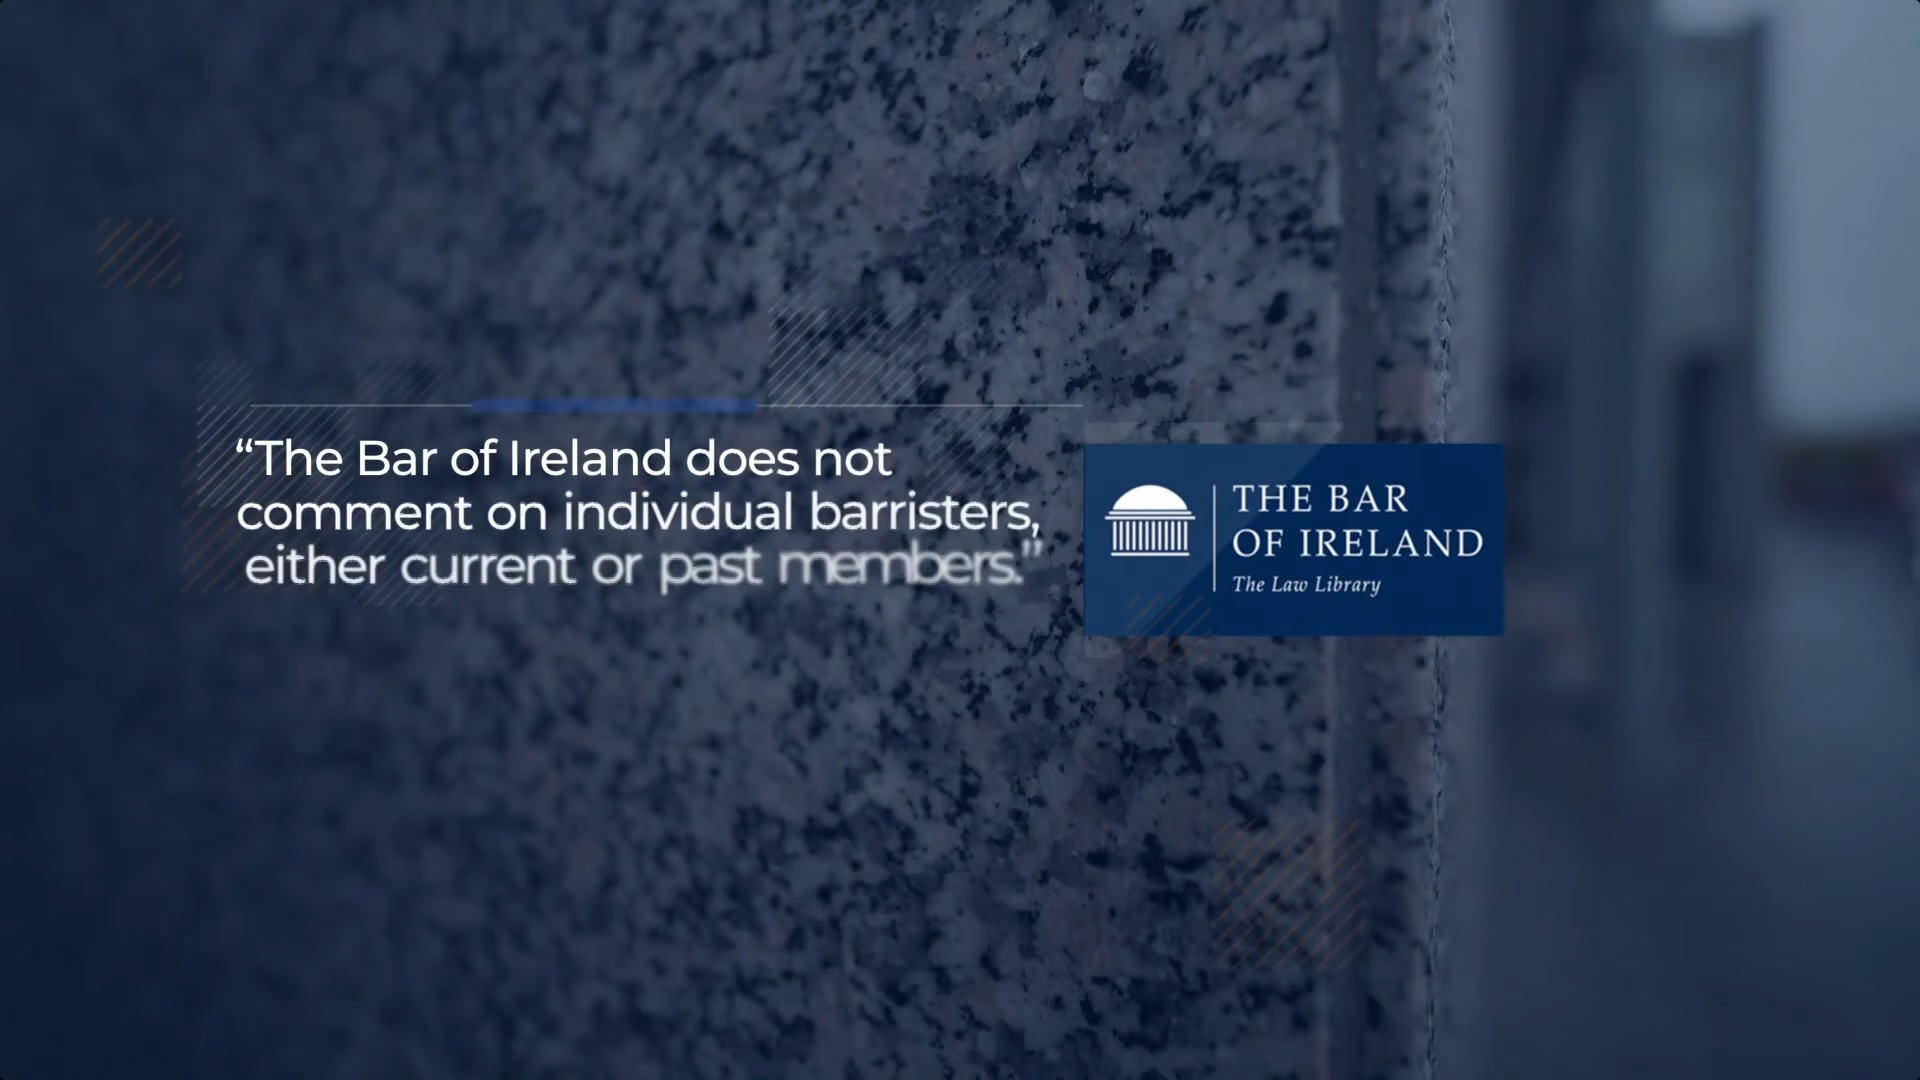 “The Bar of Ireland does not
comment on individual barristers,
either current or past members.”
THE BAR
OF IRELAND
The Law Library